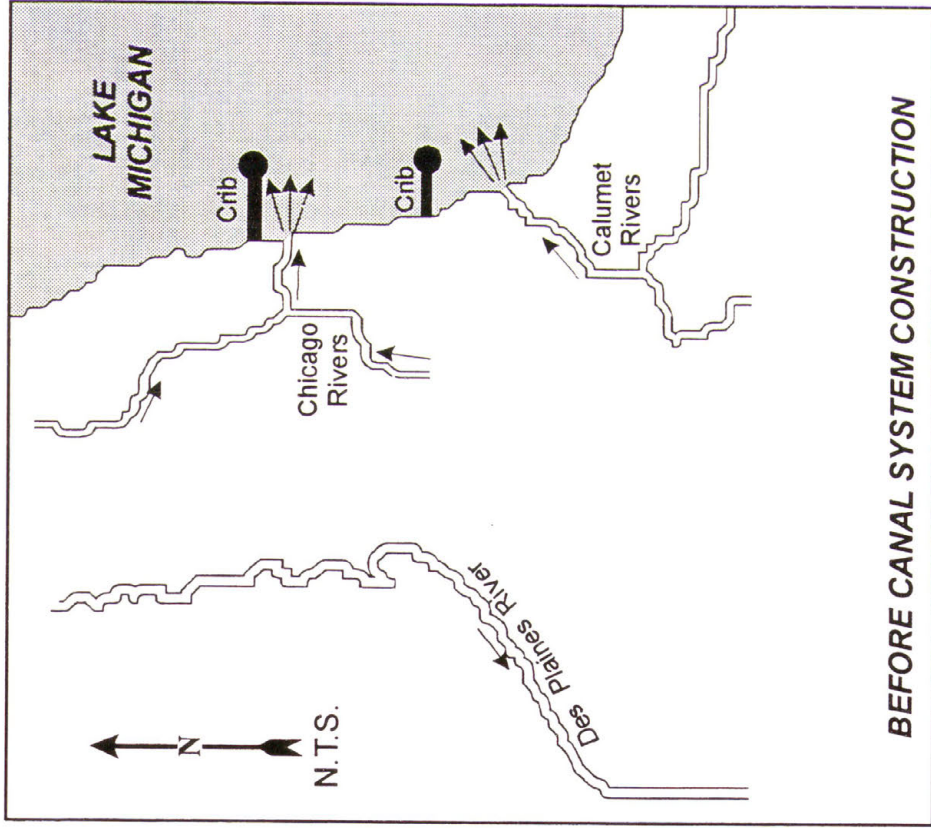 LAKE
MICHIGAN
Crib
Crib
Chicago
Rivers
Calumet
Rivers
Des Plaines River
N
N.T.S.
BEFORE CANAL SYSTEM CONSTRUCTION